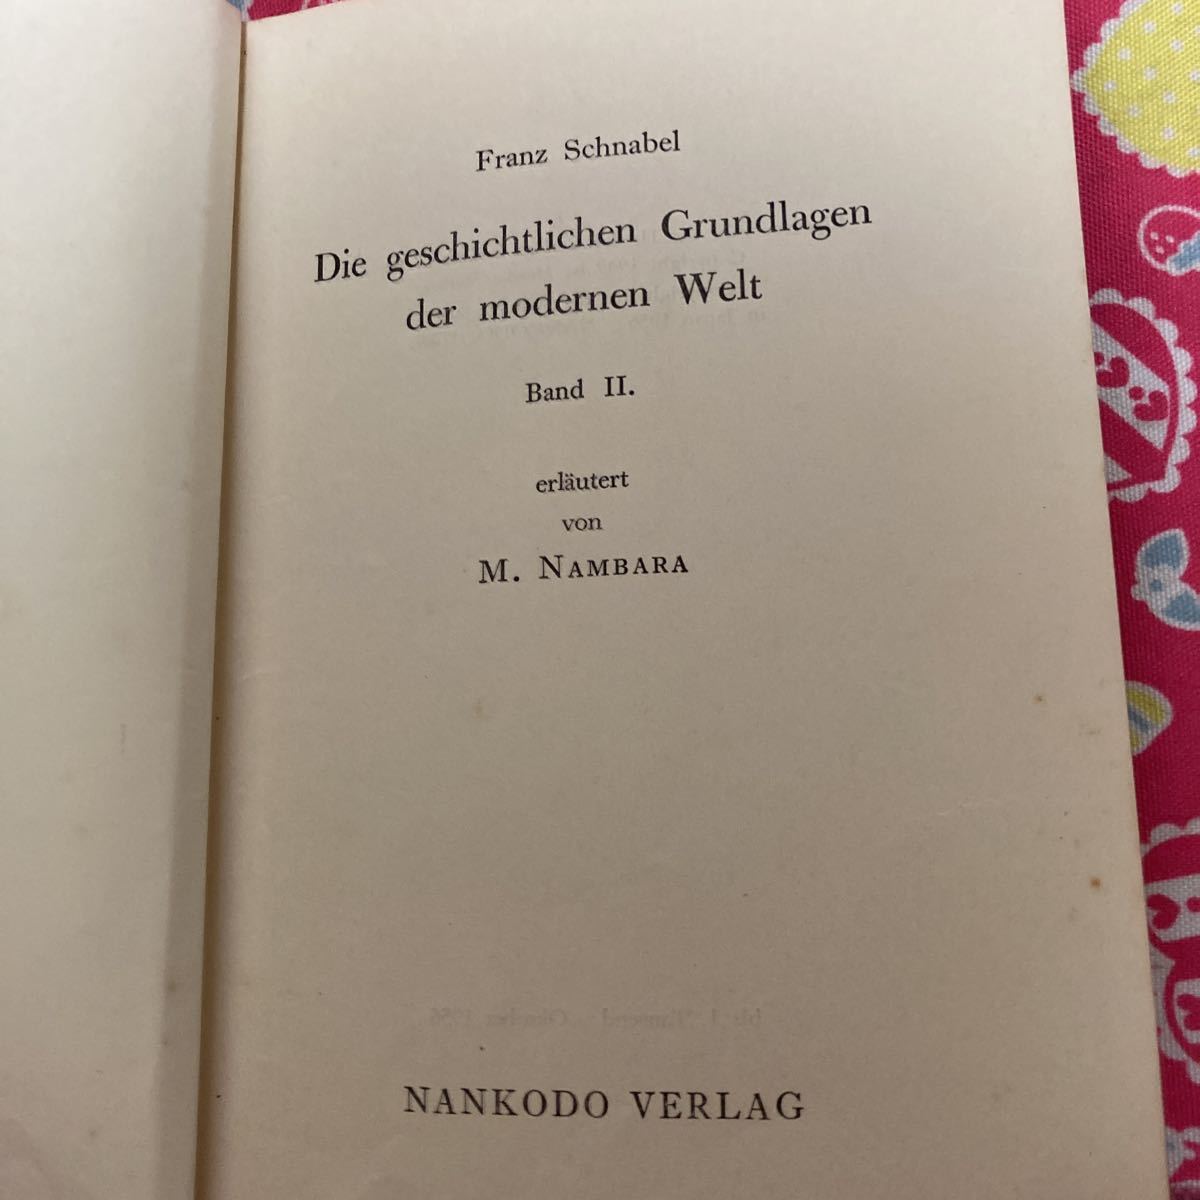 Franz Schnabel
Die geschichtlichen Grundlagen
der modernen Welt
Band II.
erläutert
von
M. NAMBARA
NANKODO VERLAG